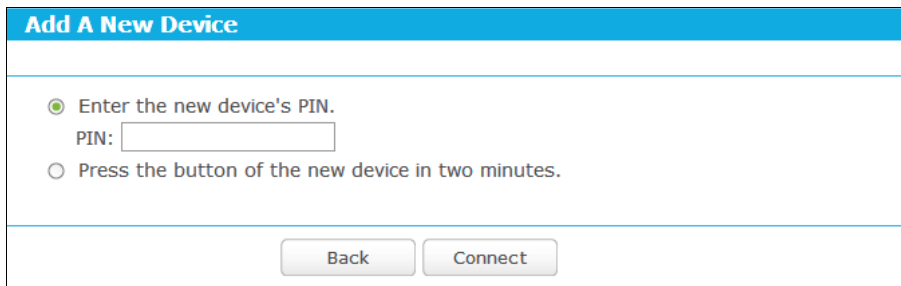 Add A New Device
Enter the new device's PIN.
PIN:
Press the button of the new device in two minutes.
Back Connect